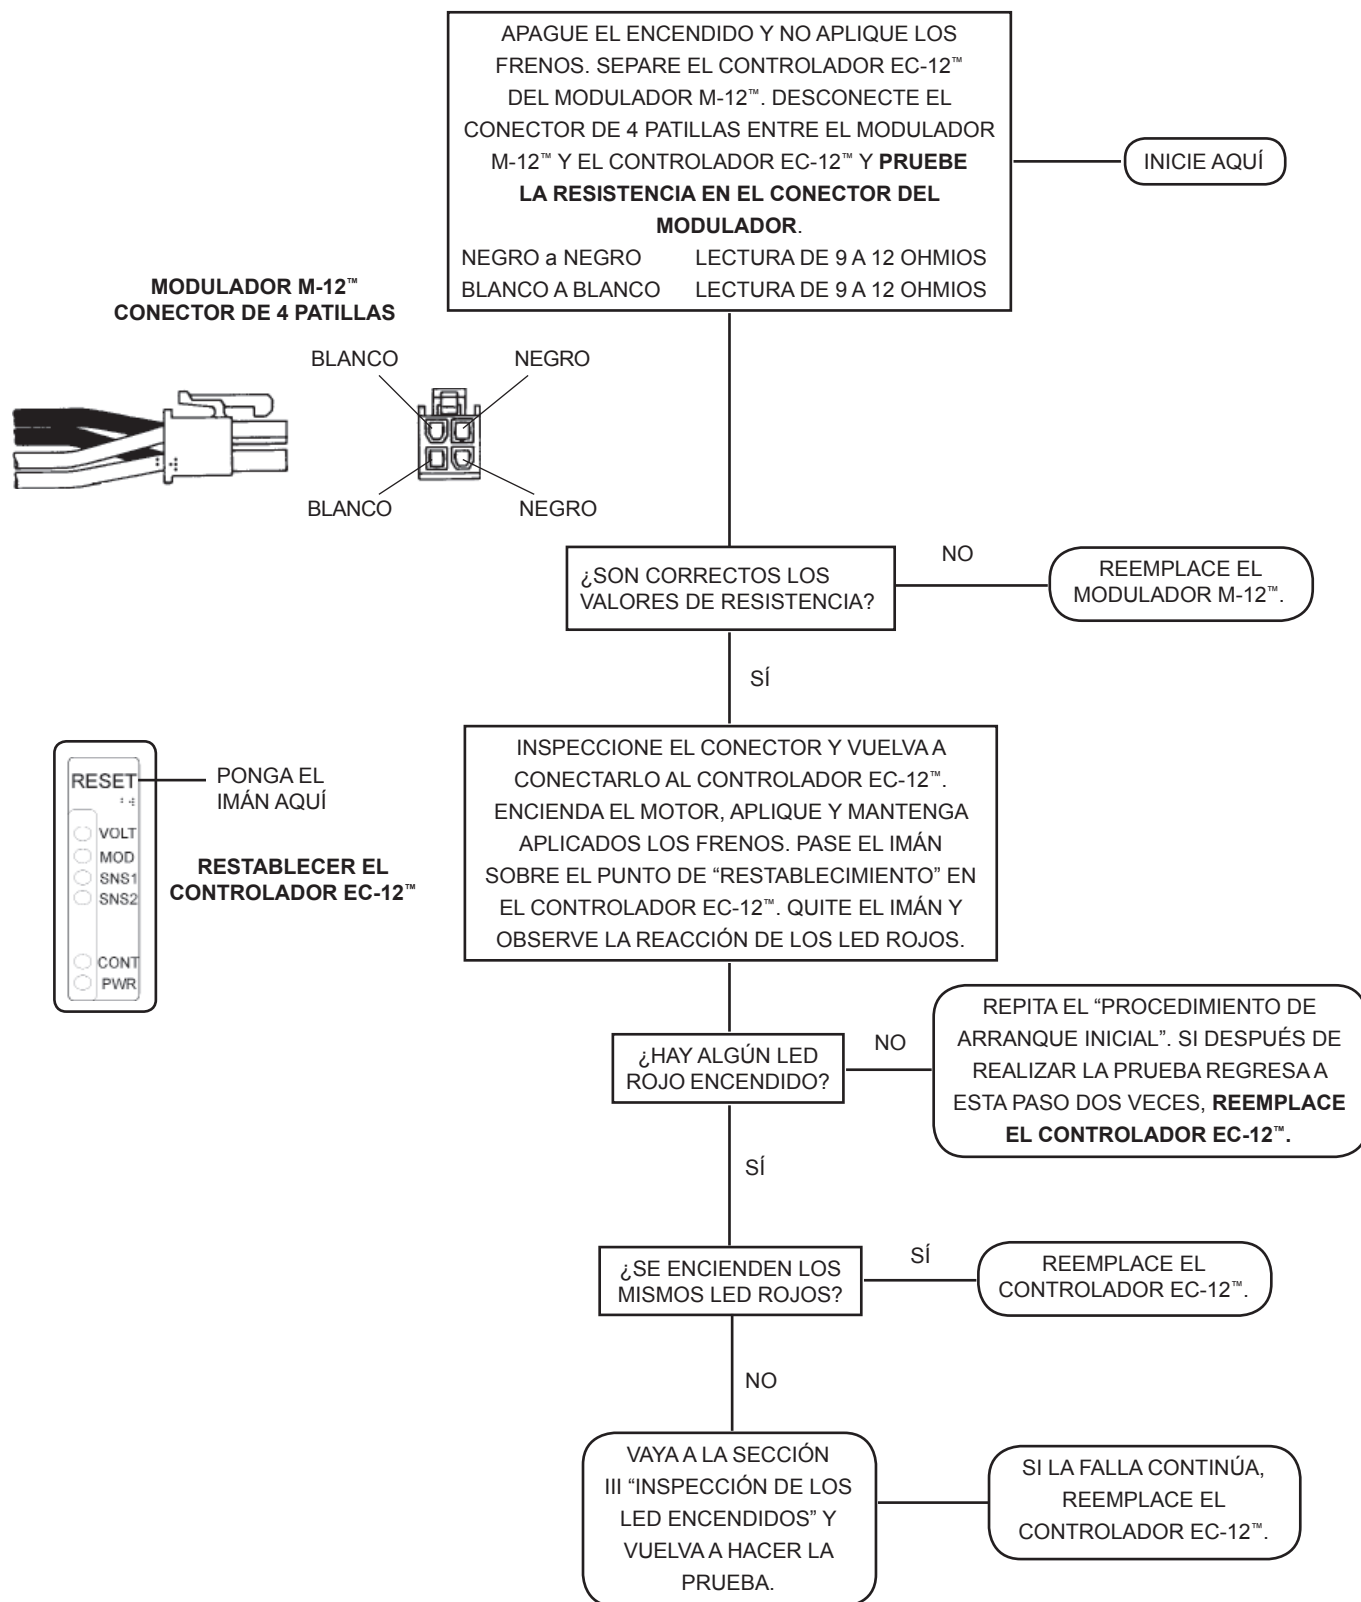 APAGUE EL ENCENDIDO Y NO APLIQUE LOS
FRENOS. SEPARE EL CONTROLADOR EC-12™
DEL MODULADOR M-12™. DESCONECTE EL
CONECTOR DE 4 PATILLAS ENTRE EL MODULADOR
M-12™ Y EL CONTROLADOR EC-12™ Y PRUEBE
LA RESISTENCIA EN EL CONECTOR DEL
MODULADOR.
NEGRO a NEGRO LECTURA DE 9 A 12 OHMIOS
BLANCO A BLANCO LECTURA DE 9 A 12 OHMIOS
INICIE AQUÍ
MODULADOR M-12™
CONECTOR DE 4 PATILLAS
BLANCO
NEGRO
BLANCO
NEGRO
¿SON CORRECTOS LOS
VALORES DE RESISTENCIA?
NO
REEMPLACE EL
MODULADOR M-12™.
SÍ
INSPECCIONE EL CONECTOR Y VUELVA A
CONECTARLO AL CONTROLADOR EC-12™.
ENCIENDA EL MOTOR, APLIQUE Y MANTENGA
APLICADOS LOS FRENOS. PASE EL IMÁN
SOBRE EL PUNTO DE “RESTABLECIMIENTO” EN
EL CONTROLADOR EC-12™. QUITE EL IMÁN Y
OBSERVE LA REACCIÓN DE LOS LED ROJOS.
RESET
VOLT
MOD
SNS1
SNS2
CONT
PWR
PONGA EL
IMÁN AQUÍ
RESTABLECER EL
CONTROLADOR EC-12™
¿HAY ALGÚN LED
ROJO ENCENDIDO?
NO
REPITA EL “PROCEDIMIENTO DE
ARRANQUE INICIAL”. SI DESPUÉS DE
REALIZAR LA PRUEBA REGRESA A
ESTA PASO DOS VECES, REEMPLACE
EL CONTROLADOR EC-12™.
SÍ
¿SE ENCIENDEN LOS
MISMOS LED ROJOS?
SÍ
REEMPLACE EL
CONTROLADOR EC-12™.
NO
VAYA A LA SECCIÓN
III “INSPECCIÓN DE LOS
LED ENCENDIDOS” Y
VUELVA A HACER LA
PRUEBA.
SI LA FALLA CONTINÚA,
REEMPLACE EL
CONTROLADOR EC-12™.